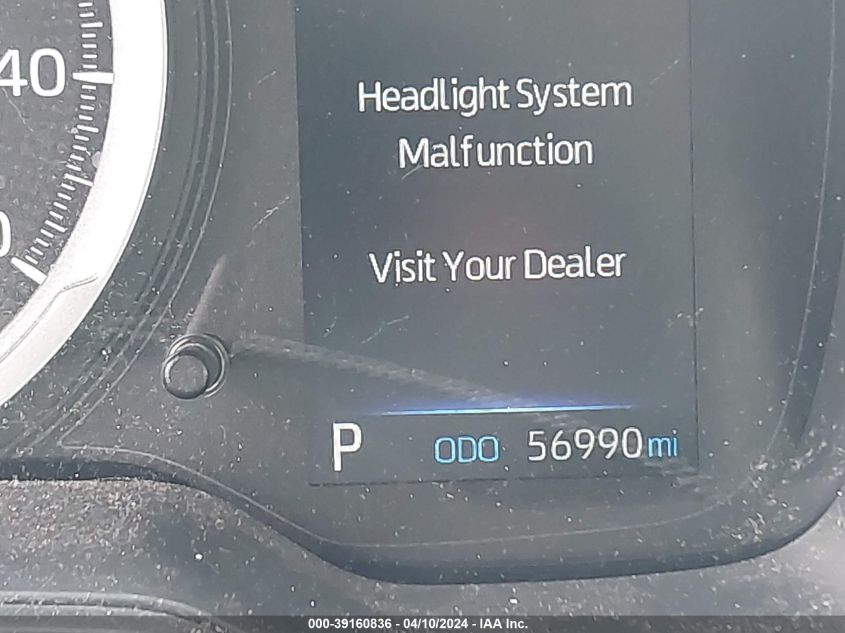 40
Headlight System
Malfunction
Visit Your Dealer
P ODO 56990 mi
000-39160836 - 04/10/2024 - IAA Inc.